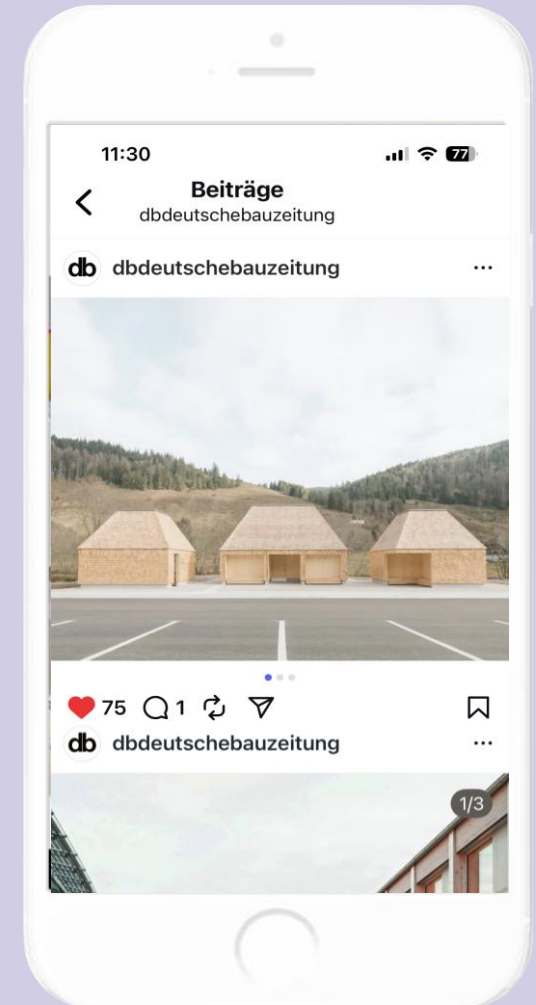 11:30
77
Beiträge
dbdeutschebauzeitung
db dbdeutschebauzeitung
75 1
db dbdeutschebauzeitung
1/3